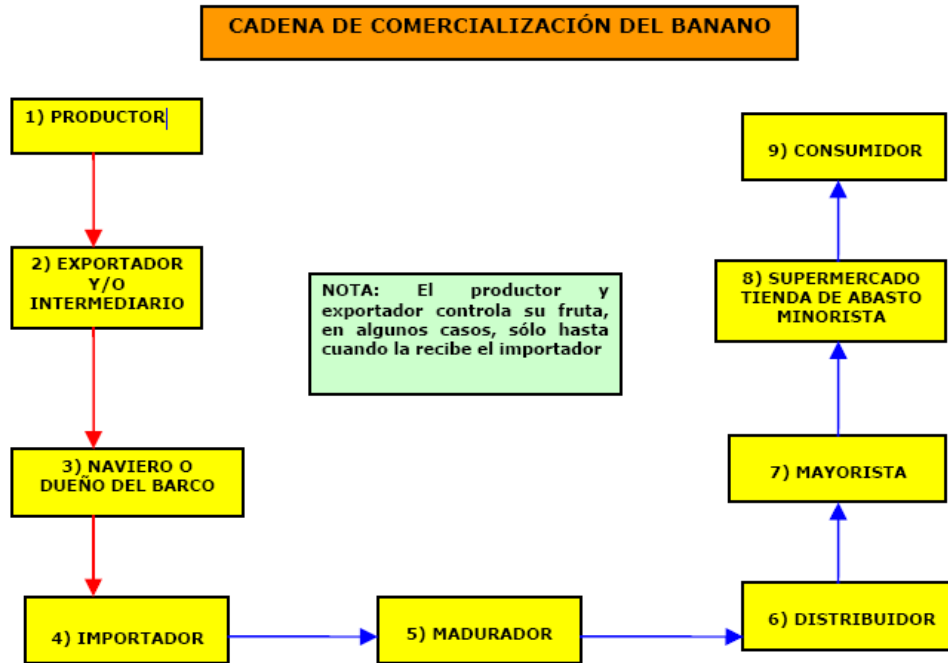 CADENA DE COMERCIALIZACIÓN DEL BANANO
1) PRODUCTOR
2) EXPORTADOR
Y/O
INTERMEDIARIO
3) NAVIERO O
DUEÑO DEL BARCO
4) IMPORTADOR
5) MADURADOR
6) DISTRIBUIDOR
7) MAYORISTA
8) SUPERMERCADO
TIENDA DE ABASTO
MINORISTA
9) CONSUMIDOR
NOTA: El productor y
exportador controla su fruta,
en algunos casos, sólo hasta
cuando la recibe el importador